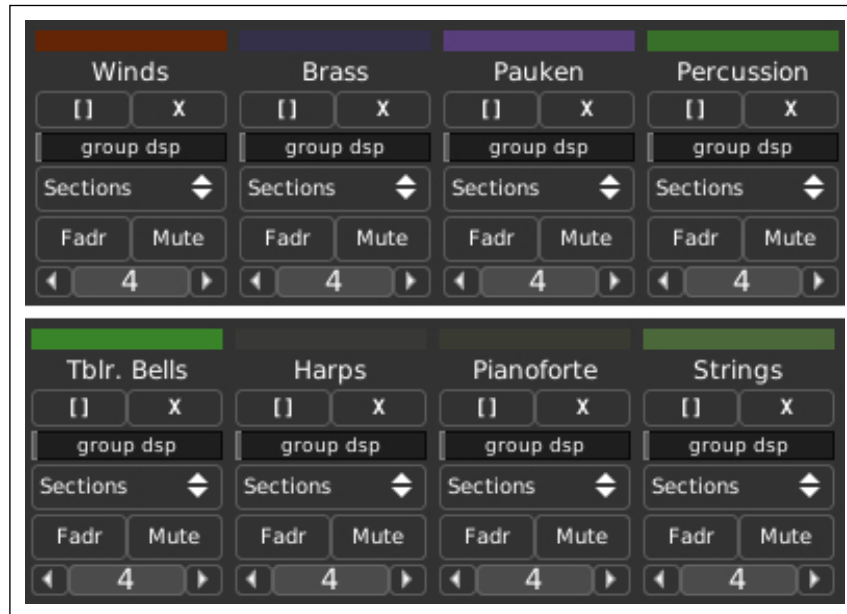 Winds Brass Pauken Percussion
[] X [] X [] X [] X
group dsp group dsp group dsp group dsp
Sections Sections Sections Sections
Fadr Mute Fadr Mute Fadr Mute Fadr Mute
4 4 4 4
Tblr. Bells Harps Pianoforte Strings
[] X [] X [] X [] X
group dsp group dsp group dsp group dsp
Sections Sections Sections Sections
Fadr Mute Fadr Mute Fadr Mute Fadr Mute
4 4 4 4